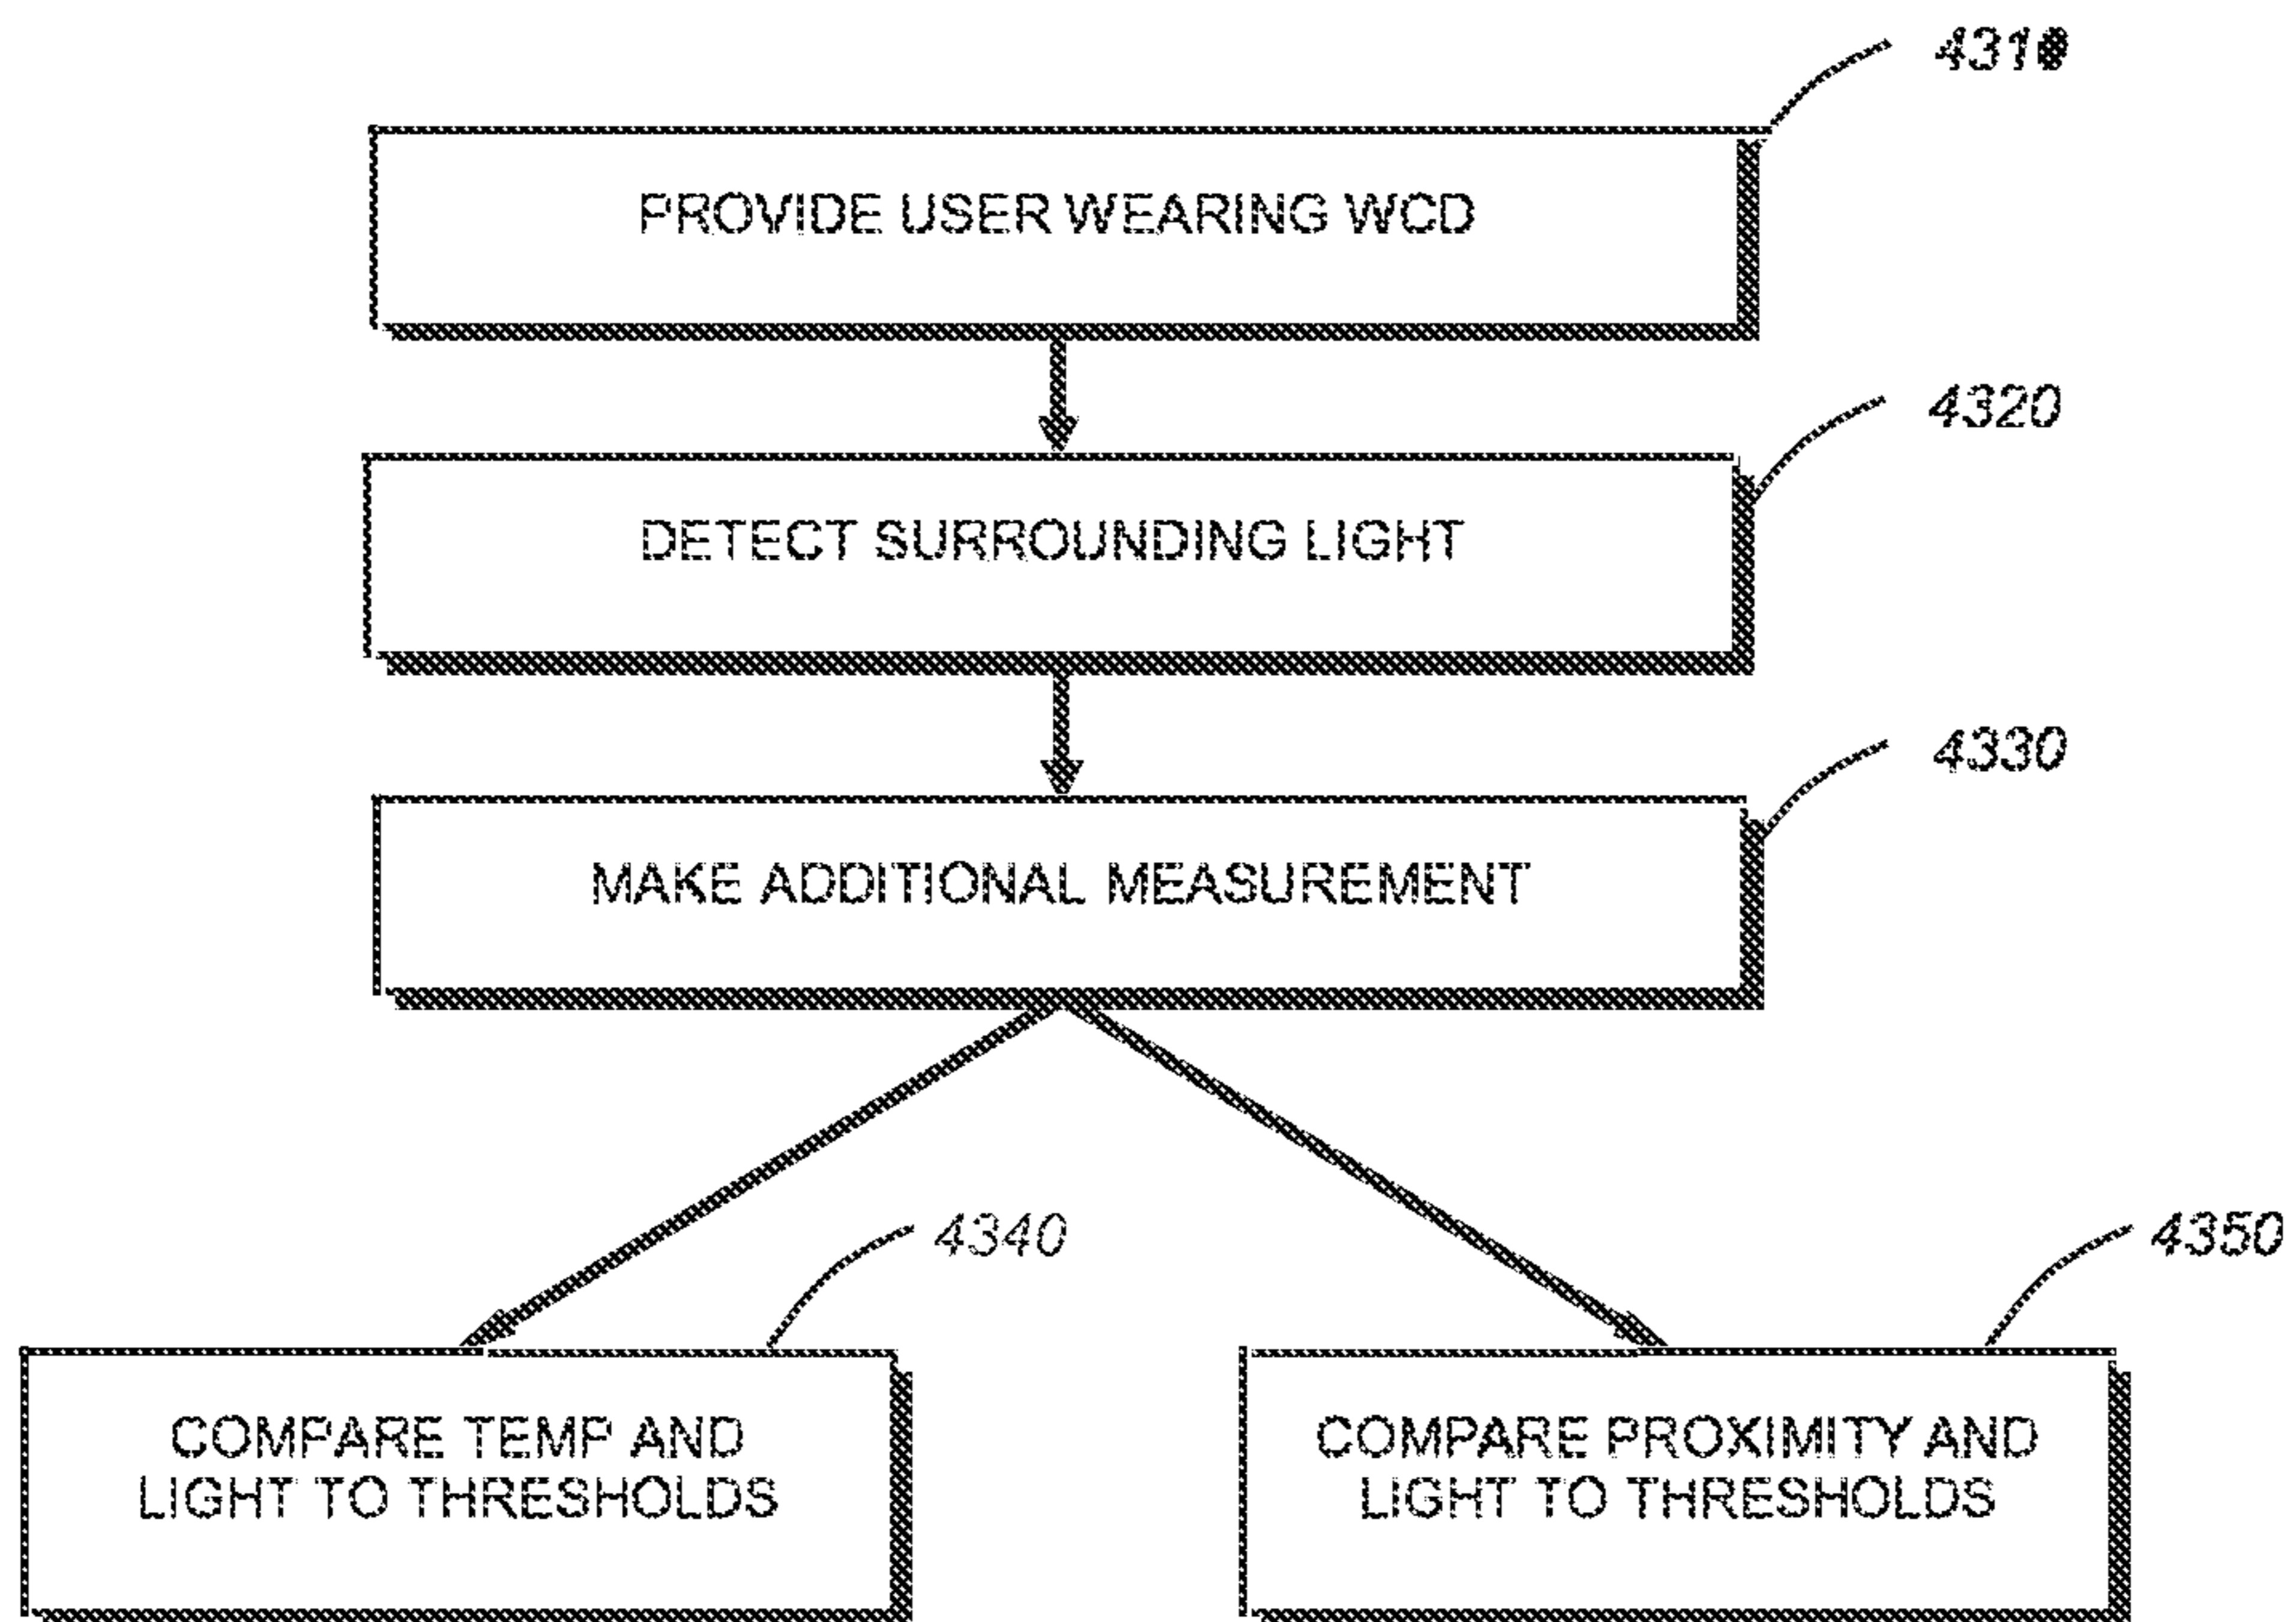 4310
PROVIDE USER WEARING WCD
4320
DETECT SURROUNDING LIGHT
4330
MAKE ADDITIONAL MEASUREMENT
4340
4350
COMPARE TEMP AND
LIGHT TO THRESHOLDS
COMPARE PROXIMITY AND
LIGHT TO THRESHOLDS